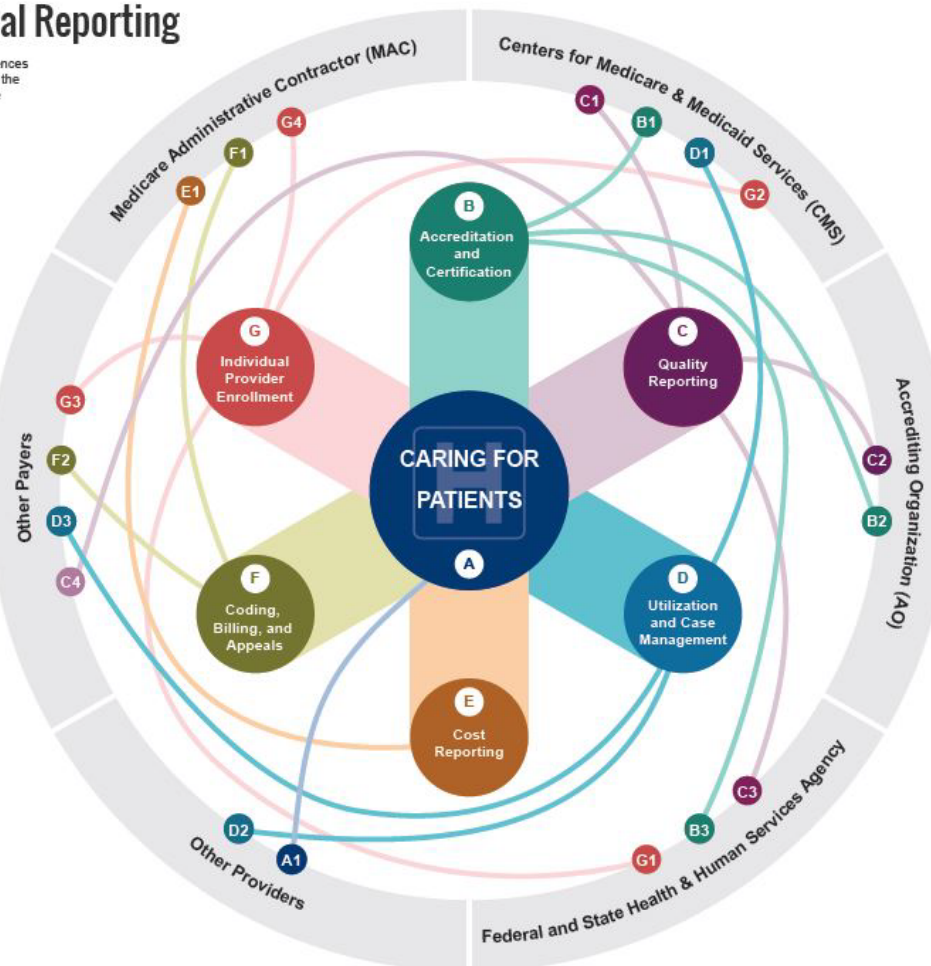 al Reporting
nces
the
Medicare Administrative Contractor (MAC)
Centers for Medicare & Medicaid Services (CMS)
C1
B1
G4
F1
D1
E1
G2
B
Accreditation
and
Certification
G
Individual
Provider
Enrollment
C
Quality
Reporting
G3
F2
D3
C4
Other Payers
C2
B2
Accrediting Organization (AO)
CARING FOR
PATIENTS
H
A
F
Coding,
Billing, and
Appeals
D
Utilization
and Case
Management
E
Cost
Reporting
C3
B3
G1
D2
A1
Other Providers
Federal and State Health & Human Services Agency